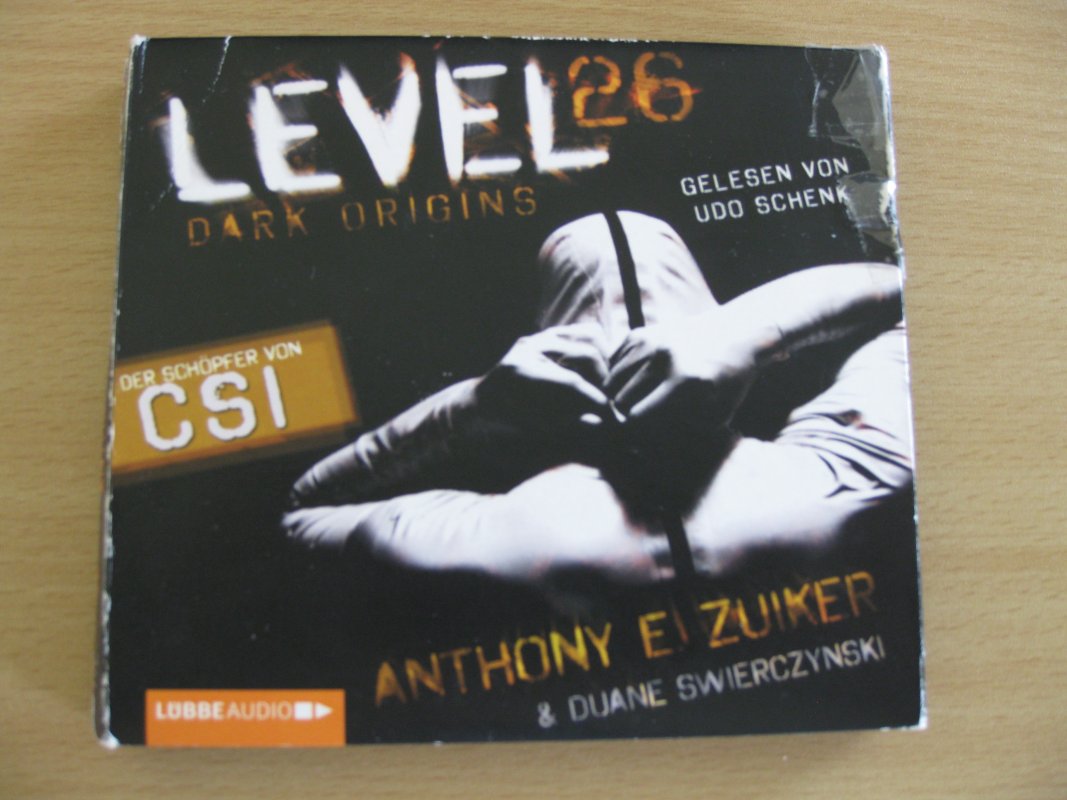 LEVEL 26
DARK ORIGINS
GELESEN VON
UDO SCHENK
DER SCHÖPFER VON
CSI
ANTHONY E. ZUIKER
& DUANE SWIERCZYNSKI
LÜBBE AUDIO